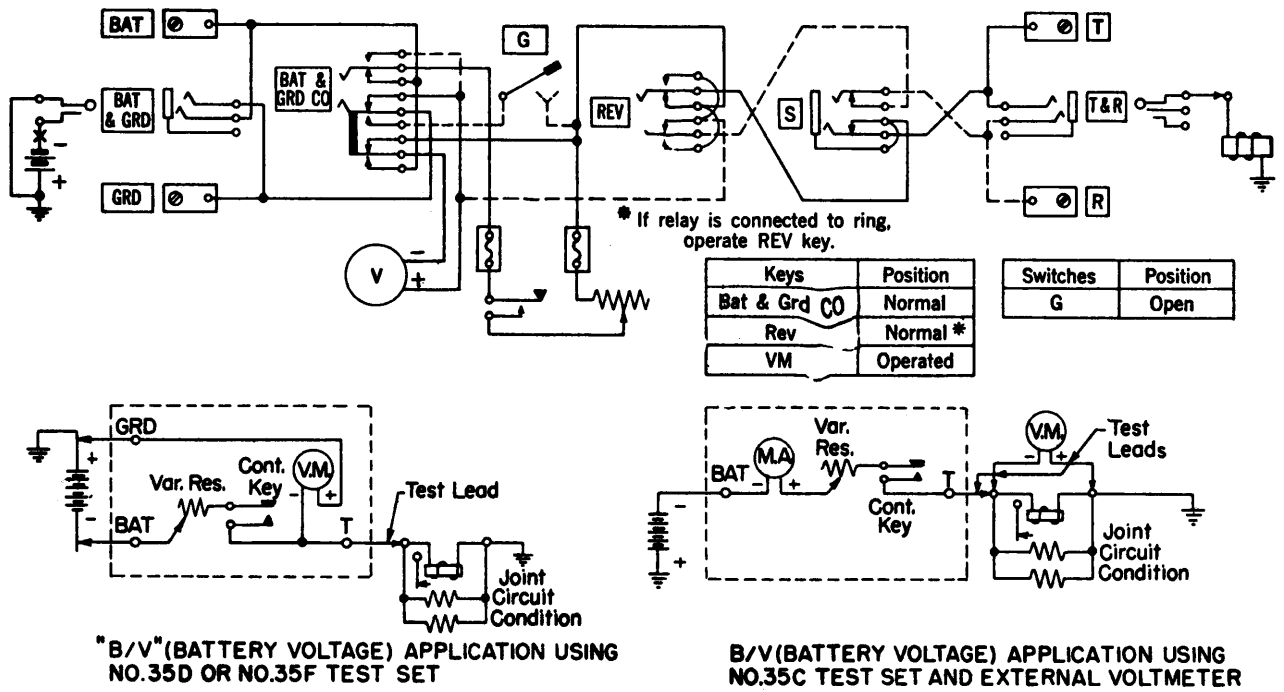 BAT
BAT
& GRD
GRD
BAT &
GRD CO
G
REV
S
T
T & R
R
-
+
V
-
+
* If relay is connected to ring,
operate REV key.
Keys Position
Bat & Grd CO Normal
Rev Normal *
VM Operated
Switches Position
G Open
GRD
+
-
BAT
Var. Res.
Cont.
Key
V.M.
- +
T
Test Lead
Joint
Circuit
Condition
"B/V" (BATTERY VOLTAGE) APPLICATION USING
NO.35D OR NO.35F TEST SET
BAT
-
+
M.A
- +
Var.
Res.
Cont.
Key
T
V.M.
- +
Test
Leads
Joint
Circuit
Condition
B/V (BATTERY VOLTAGE) APPLICATION USING
NO.35C TEST SET AND EXTERNAL VOLTMETER